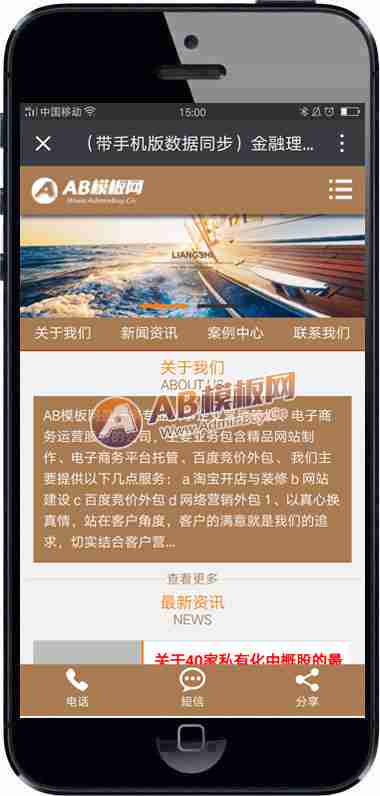 中国移动 15:00
（带手机版数据同步）金融理...
AB模板网
Www.AdminBuy.Cn
LIANGSHI
关于我们 新闻资讯 案例中心 联系我们
关于我们
ABOUT US
AB模板网
Www.AdminBuy.Cn
AB模板网
电子商
务运营服
司，主要业务包含精品网站制
作、电子商务平台托管、百度竞价外包、我们主
要提供以下几点服务： a 淘宝开店与装修 b 网站
建设 c 百度竞价外包 d 网络营销外包 1、以真心换
真情，站在客户角度，客户的满意就是我们的追
求，切实结合客户营...
查看更多
最新资讯
NEWS
关于40家私有化中概股的最
电话 短信 分享